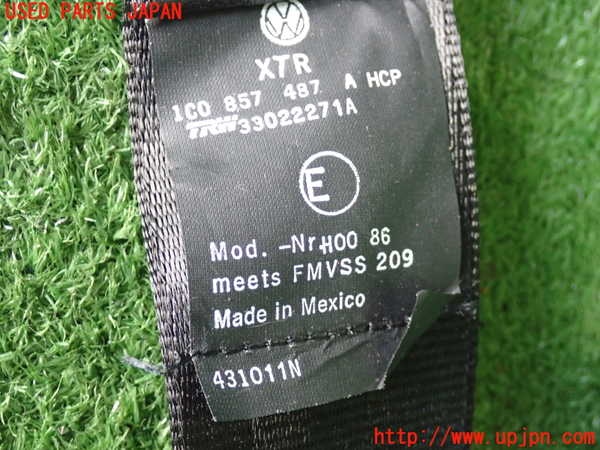 USED PARTS JAPAN
XTR
1C0 857 487 A HCP
TRW 33022271A
E
Mod. -Nr.HOO 86
meets FMVSS 209
Made in Mexico
431011N
http://www.upjpn.com/